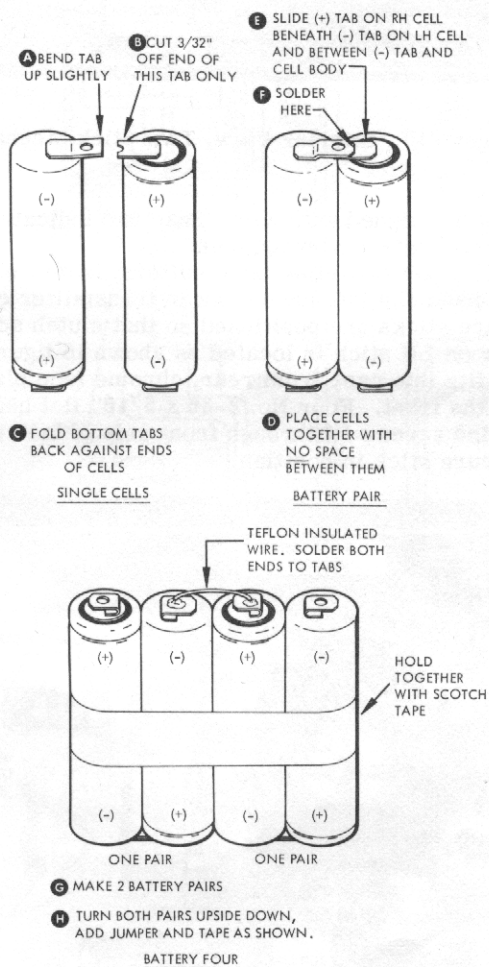 A BEND TAB
UP SLIGHTLY
B CUT 3/32"
OFF END OF
THIS TAB ONLY
E SLIDE (+) TAB ON RH CELL
BENEATH (-) TAB ON LH CELL
AND BETWEEN (-) TAB AND
CELL BODY
F SOLDER
HERE
(-)
(+)
(-)
(+)
(+)
(-)
(+)
(-)
C FOLD BOTTOM TABS
BACK AGAINST ENDS
OF CELLS
SINGLE CELLS
D PLACE CELLS
TOGETHER WITH
NO SPACE
BETWEEN THEM
BATTERY PAIR
TEFLON INSULATED
WIRE. SOLDER BOTH
ENDS TO TABS
(+)
(-)
(+)
(-)
HOLD
TOGETHER
WITH SCOTCH
TAPE
(-)
(+)
(-)
(+)
ONE PAIR
ONE PAIR
G MAKE 2 BATTERY PAIRS
H TURN BOTH PAIRS UPSIDE DOWN,
ADD JUMPER AND TAPE AS SHOWN.
BATTERY FOUR